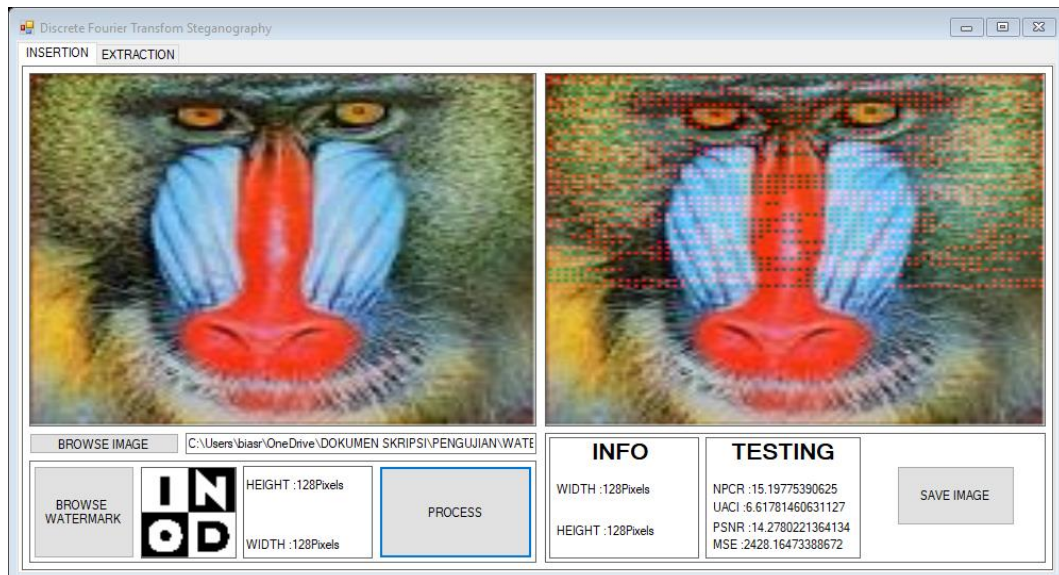 Discrete Fourier Transfom Steganography
INSERTION EXTRACTION
BROWSE IMAGE C:\Users\biasr\OneDrive\DOKUMEN SKRIPSI\PENGUJIAN\WATE
BROWSE
WATERMARK
I N
O D
HEIGHT :128Pixels
WIDTH :128Pixels
PROCESS
INFO
WIDTH :128Pixels
HEIGHT :128Pixels
TESTING
NPCR :15.19775390625
UACI :6.61781460631127
PSNR :14.2780221364134
MSE :2428.16473388672
SAVE IMAGE